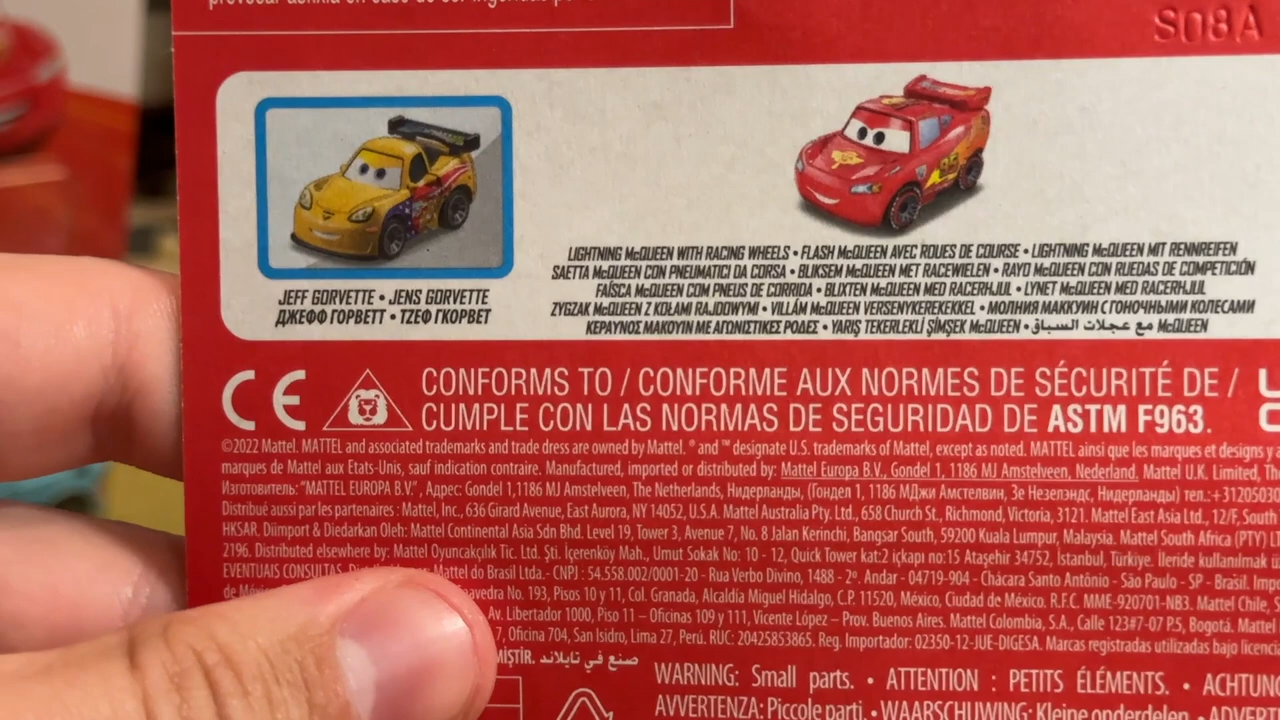 S08A
JEFF GORVETTE • JENS GORVETTE
ДЖЕФФ ГОРВЕТТ • ΤΖΕΦ ΓΚΟΡΒΕΤ
95
LIGHTNING McQUEEN WITH RACING WHEELS • FLASH McQUEEN AVEC ROUES DE COURSE • LIGHTNING McQUEEN MIT RENNREIFEN
SAETTA McQUEEN CON PNEUMATICI DA CORSA • BLIKSEM McQUEEN MET RACEWIELEN • RAYO McQUEEN CON RUEDAS DE COMPETICIÓN
FAÍSCA McQUEEN COM PNEUS DE CORRIDA • BLIXTEN McQUEEN MED RACERHJUL • LYNET McQUEEN MED RACERHJUL
ZYGZAK McQUEEN Z KOŁAMI RAJDOWYMI • VILLÁM McQUEEN VERSENYKEREKEKKEL • МОЛНИЯ МАККУИН С ГОНОЧНЫМИ КОЛЕСАМИ
ΚΕΡΑΥΝΟΣ ΜΑΚΟΥΙΝ ΜΕ ΑΓΩΝΙΣΤΙΚΕΣ ΡΟΔΕΣ • YARIŞ TEKERLEKLİ ŞİMŞEK McQUEEN • McQUEEN مع عجلات السباق
CE CONFORMS TO / CONFORME AUX NORMES DE SÉCURITÉ DE /
CUMPLE CON LAS NORMAS DE SEGURIDAD DE ASTM F963.
©2022 Mattel. MATTEL and associated trademarks and trade dress are owned by Mattel. ® and ™ designate U.S. trademarks of Mattel, except as noted. MATTEL ainsi que les marques et designs y a
marques de Mattel aux Etats-Unis, sauf indication contraire. Manufactured, imported or distributed by: Mattel Europa B.V., Gondel 1, 1186 MJ Amstelveen, Nederland. Mattel U.K. Limited, Th
Изготовитель: "MATTEL EUROPA B.V.", Адрес: Gondel 1,1186 MJ Amstelveen, The Netherlands, Нидерланды, (Гондел 1, 1186 МДжи Амстелвин, Зе Незелэндс, Нидерланды) тел.:+31205030
Distribué aussi par les partenaires : Mattel, Inc., 636 Girard Avenue, East Aurora, NY 14052, U.S.A. Mattel Australia Pty. Ltd., 658 Church St., Richmond, Victoria, 3121. Mattel East Asia Ltd., 12/F, South
HKSAR. Diimport & Diedarkan Oleh: Mattel Continental Asia Sdn Bhd. Level 19, Tower 3, Avenue 7, No. 8 Jalan Kerinchi, Bangsar South, 59200 Kuala Lumpur, Malaysia. Mattel South Africa (PTY) LT
2196. Distributed elsewhere by: Mattel Oyuncakçılık Tic. Ltd. Şti. İçerenköy Mah., Umut Sokak No: 10 - 12, Quick Tower kat:2 içkapı no:15 Ataşehir 34752, İstanbul, Türkiye. İleride kullanılmak ü
EVENTUAIS CONSULTAS. Mattel do Brasil Ltda.- CNPJ : 54.558.002/0001-20 - Rua Verbo Divino, 1488 - 2º. Andar - 04719-904 - Chácara Santo Antônio - São Paulo - SP - Brasil. Imp
de No. 193, Pisos 10 y 11, Col. Granada, Alcaldía Miguel Hidalgo, C.P. 11520, México, Ciudad de México. R.F.C. MME-920701-NB3. Mattel Chile, S
Av. Libertador 1000, Piso 11 – Oficinas 109 y 111, Vicente López – Prov. Buenos Aires. Mattel Colombia, S.A., Calle 123#7-07 P.5, Bogotá. Mattel
7, Oficina 704, San Isidro, Lima 27, Perú. RUC: 20425853865. Reg. Importador: 02350-12-JUE-DIGESA. Marcas registradas utilizadas bajo licencia
MİŞTİR. صنع في تايلاند
WARNING: Small parts. • ATTENTION : PETITS ÉLÉMENTS. • ACHTUN
AVVERTENZA: Piccole parti. • WAARSCHUWING: Kleine onderdelen. • ADVERT